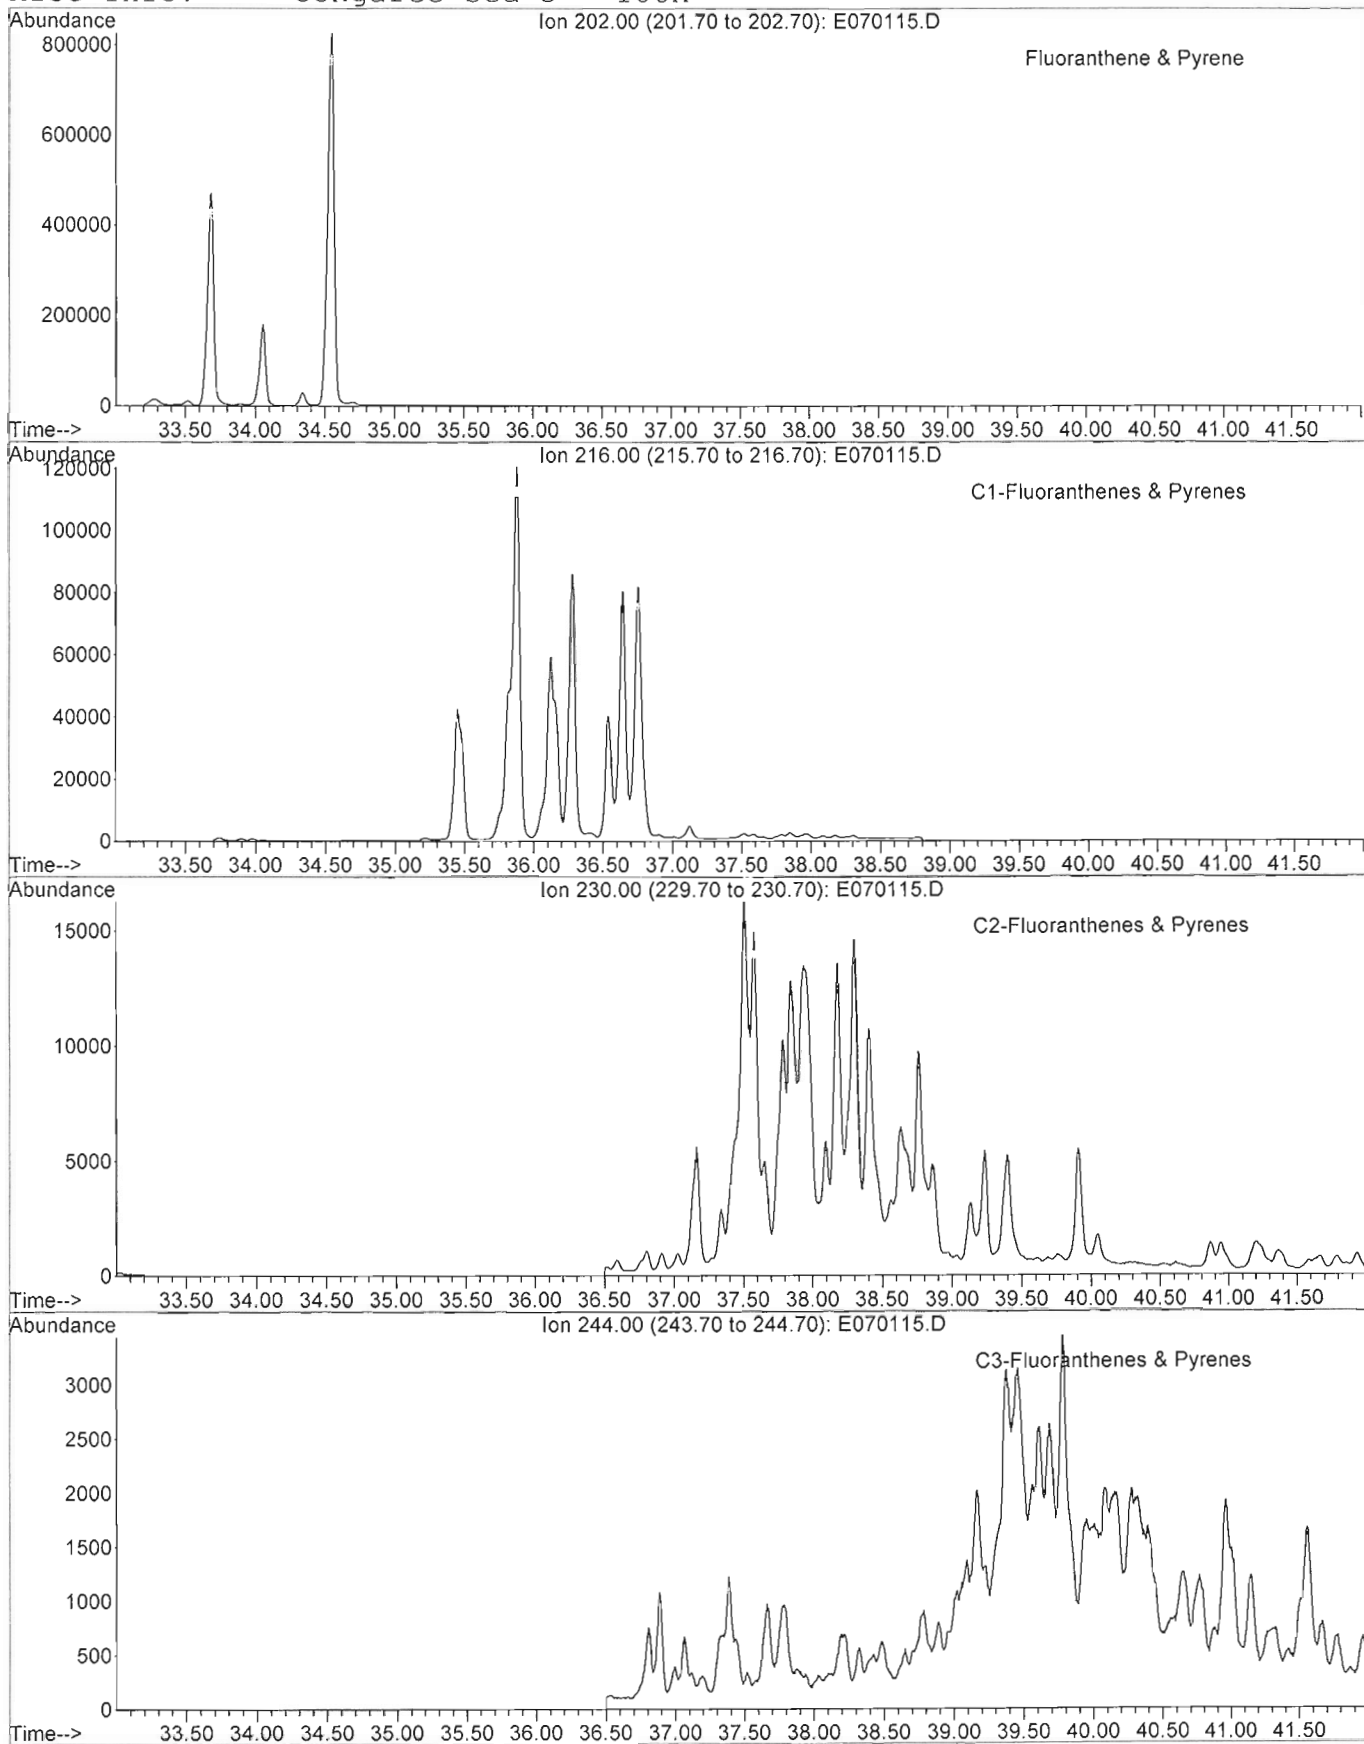 Abundance
Ion 202.00 (201.70 to 202.70): E070115.D
Fluoranthene & Pyrene
800000
600000
400000
200000
0
Time-->
33.50 34.00 34.50 35.00 35.50 36.00 36.50 37.00 37.50 38.00 38.50 39.00 39.50 40.00 40.50 41.00 41.50
Abundance
Ion 216.00 (215.70 to 216.70): E070115.D
C1-Fluoranthenes & Pyrenes
120000
100000
80000
60000
40000
20000
0
Time-->
33.50 34.00 34.50 35.00 35.50 36.00 36.50 37.00 37.50 38.00 38.50 39.00 39.50 40.00 40.50 41.00 41.50
Abundance
Ion 230.00 (229.70 to 230.70): E070115.D
C2-Fluoranthenes & Pyrenes
15000
10000
5000
0
Time-->
33.50 34.00 34.50 35.00 35.50 36.00 36.50 37.00 37.50 38.00 38.50 39.00 39.50 40.00 40.50 41.00 41.50
Abundance
Ion 244.00 (243.70 to 244.70): E070115.D
C3-Fluoranthenes & Pyrenes
3000
2500
2000
1500
1000
500
0
Time-->
33.50 34.00 34.50 35.00 35.50 36.00 36.50 37.00 37.50 38.00 38.50 39.00 39.50 40.00 40.50 41.00 41.50